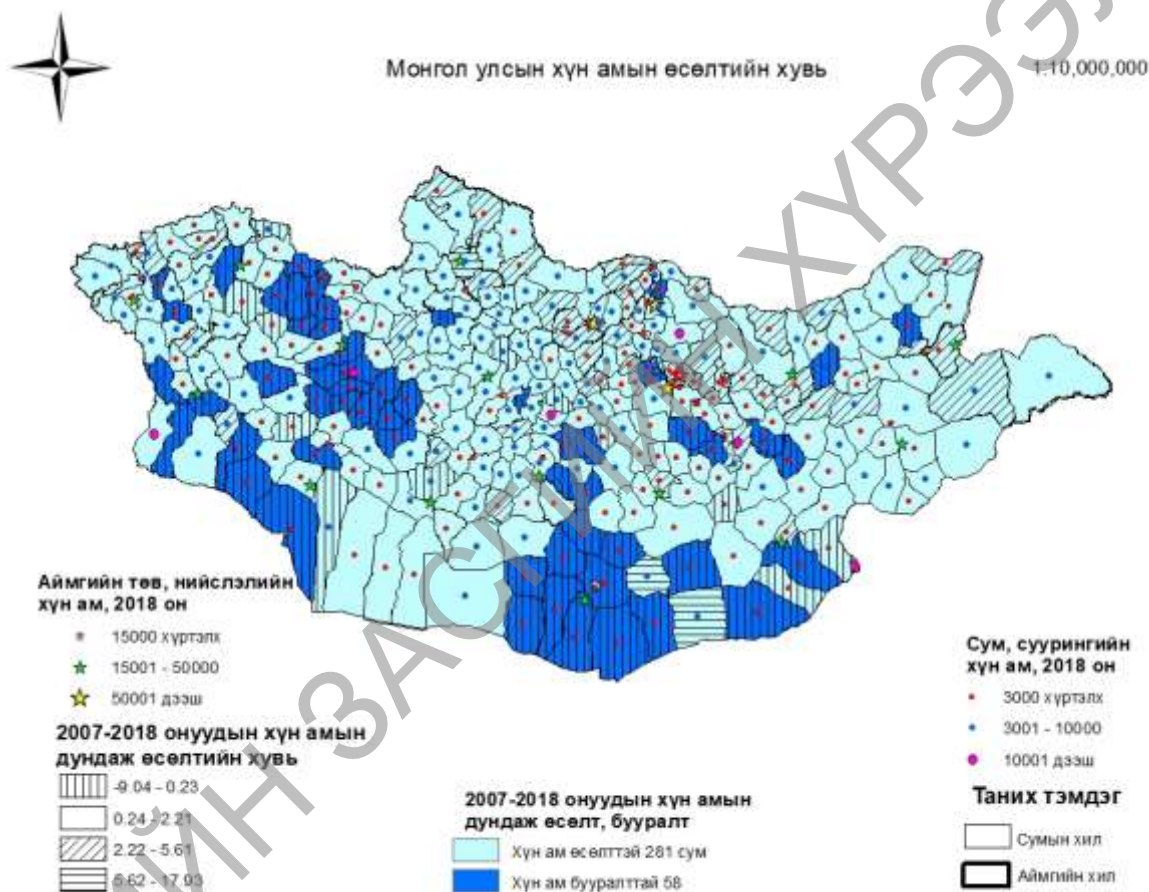 Монгол улсын хүн амын өсөлтийн хувь
1:10,000,000
Аймгийн төв, нийслэлийн
хүн ам, 2018 он
15000 хүртэлх
15001 - 50000
50001 дээш
2007-2018 онуудын хүн амын
дундаж өсөлтийн хувь
-9.04 - 0.23
0.24 - 2.21
2.22 - 5.61
5.62 - 17.93
2007-2018 онуудын хүн амын
дундаж өсөлт, бууралт
Хүн ам өсөлттэй 281 сум
Хүн ам бууралттай 58
Сум, суурингийн
хүн ам, 2018 он
3000 хүртэлх
3001 - 10000
10001 дээш
Таних тэмдэг
Сумын хил
Аймгийн хил
ЗАСГИЙН ХҮРЭЭ